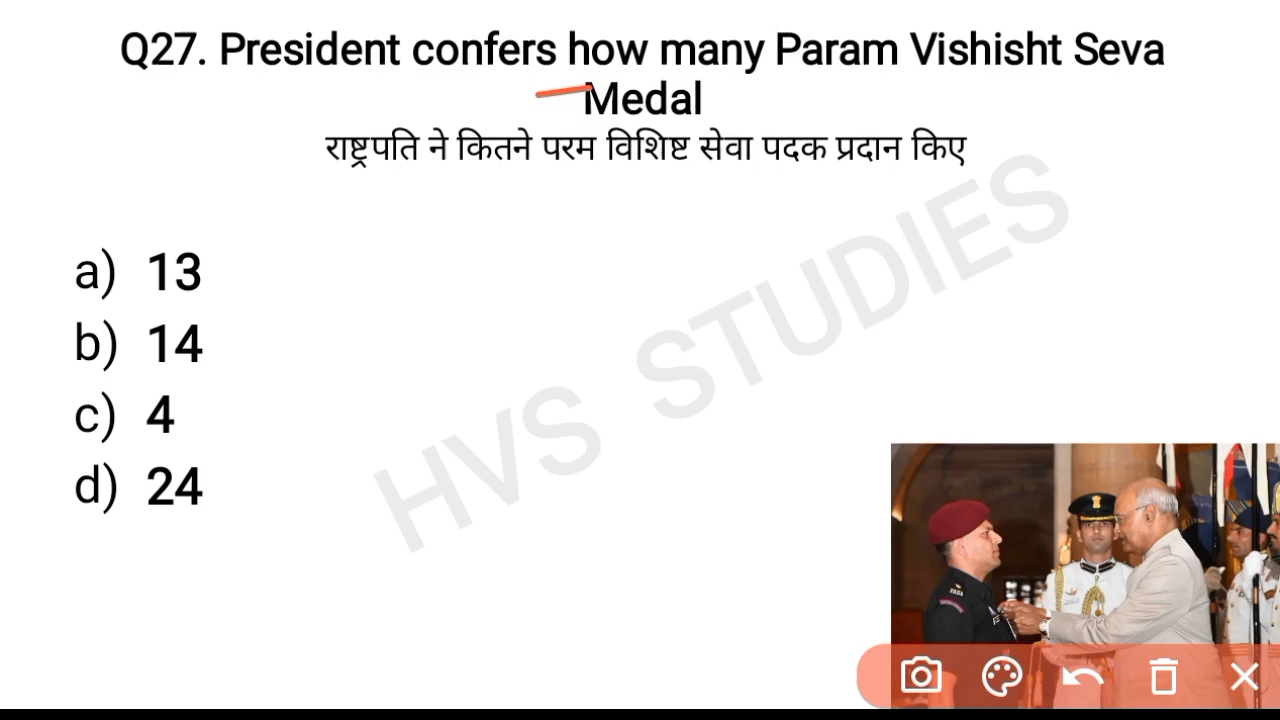 Q27. President confers how many Param Vishisht Seva
Medal
राष्ट्रपति ने कितने परम विशिष्ट सेवा पदक प्रदान किए
a) 13
b) 14
c) 4
d) 24
HVS STUDIES